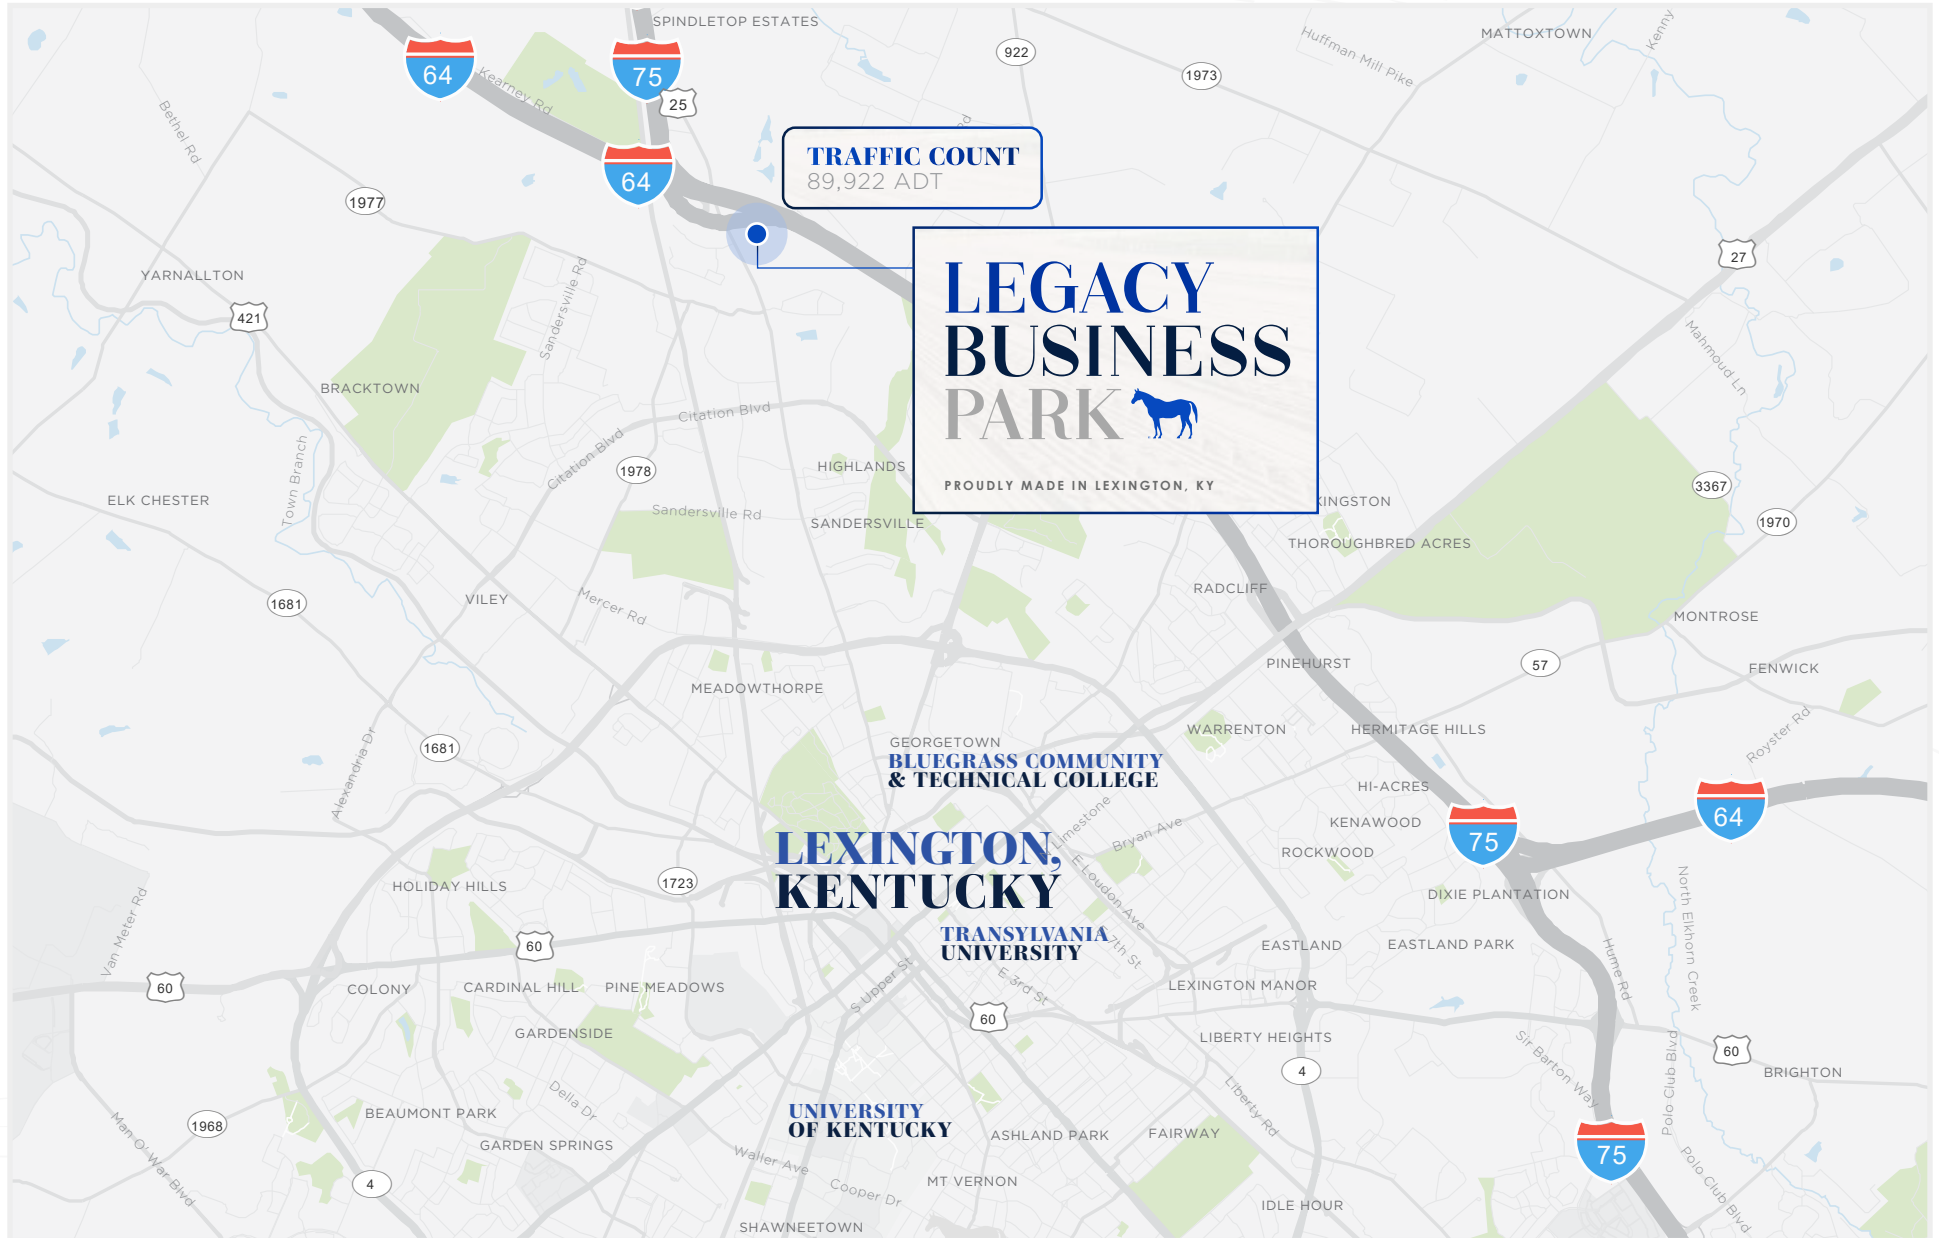 SPINDLETOP ESTATES
MATTOXTOWN
Kenny
922
Huffman Mill Pike
64
75
1973
Kearney Rd
25
Bethel Rd
Rd
TRAFFIC COUNT
89,922 ADT
64
1977
27
YARNALLTON
Sandersville Rd
421
LEGACY
BUSINESS
PARK
PROUDLY MADE IN LEXINGTON, KY
Mahmoud Ln
BRACKTOWN
Citation Blvd
Citation Blvd
HIGHLANDS
1978
Town Branch
3367
ELK CHESTER
KINGSTON
Sandersville Rd
SANDERSVILLE
1970
THOROUGHBRED ACRES
RADCLIFF
VILEY
1681
Mercer Rd
MONTROSE
PINEHURST
57
FENWICK
MEADOWTHORPE
WARRENTON
HERMITAGE HILLS
Royster Rd
GEORGETOWN
1681
BLUEGRASS COMMUNITY
& TECHNICAL COLLEGE
Alexandria Dr
HI-ACRES
64
Limestone
KENAWOOD
Bryan Ave
75
LEXINGTON,
KENTUCKY
ROCKWOOD
E Loudon Ave
1723
HOLIDAY HILLS
DIXIE PLANTATION
North Elkhorn Creek
Van Meter Rd
TRANSYLVANIA
UNIVERSITY
E 7th St
60
EASTLAND
EASTLAND PARK
Hume Rd
S Upper St
E 3rd St
60
COLONY
CARDINAL HILL
PINE MEADOWS
LEXINGTON MANOR
60
GARDENSIDE
LIBERTY HEIGHTS
Sir Barton Way
60
4
BRIGHTON
Polo Club Blvd
Della Dr
Liberty Rd
BEAUMONT PARK
UNIVERSITY
OF KENTUCKY
1968
Man O' War Blvd
ASHLAND PARK
FAIRWAY
75
GARDEN SPRINGS
Waller Ave
Polo Club Blvd
4
Cooper Dr
MT VERNON
IDLE HOUR
SHAWNEETOWN